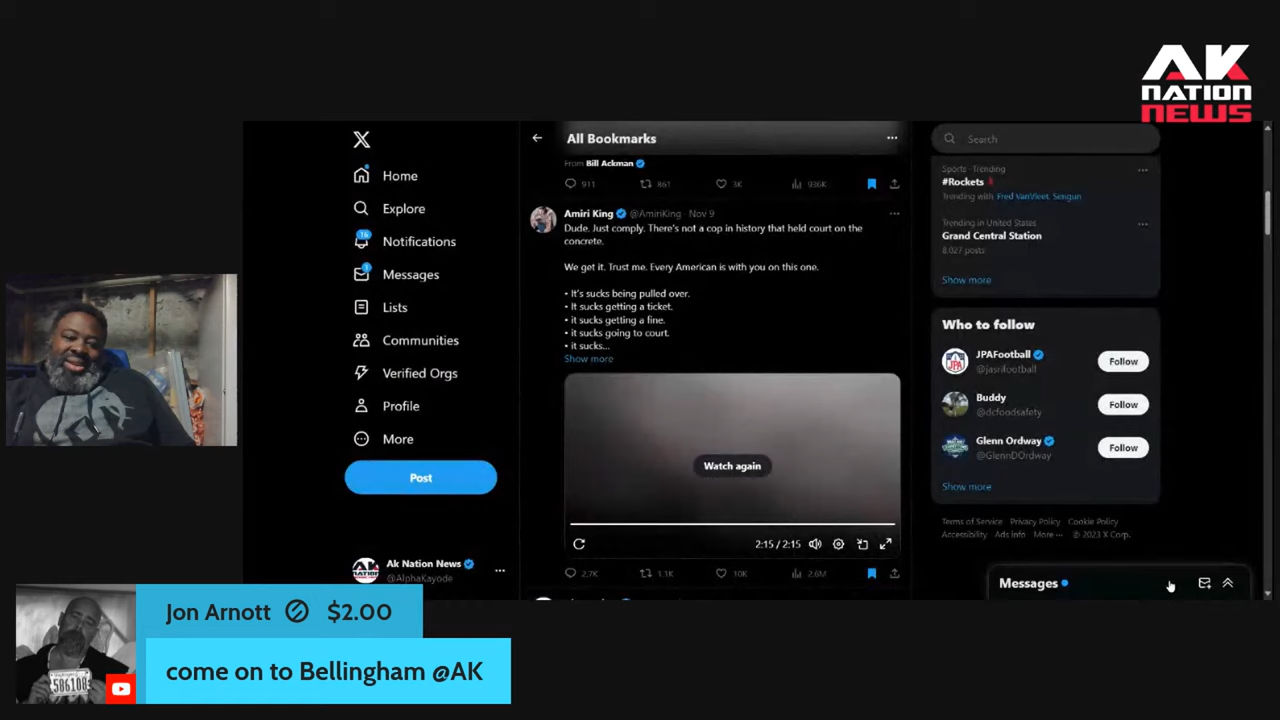 AK
NATION
NEWS
X
Home
Explore
16
Notifications
1
Messages
Lists
Communities
Verified Orgs
Profile
More
Post
Ak Nation News
@AlphaKayode
All Bookmarks
From Bill Ackman
911 861 3K 936K
Amiri King @AmiriKing · Nov 9
Dude. Just comply. There's not a cop in history that held court on the
concrete.
We get it. Trust me. Every American is with you on this one.
• It's sucks being pulled over.
• It sucks getting a ticket.
• it sucks getting a fine.
• it sucks going to court.
• it sucks...
Show more
Watch again
2:15 / 2:15
2.7K 1.1K 10K 2.6M
Search
Sports · Trending
#Rockets
Trending with Fred VanVleet, Sengun
Trending in United States
Grand Central Station
8,027 posts
Show more
Who to follow
JPAFootball
@jasrifootball
Follow
Buddy
@dcfoodsafety
Follow
Glenn Ordway
@GlennDOrdway
Follow
Show more
Terms of Service Privacy Policy Cookie Policy
Accessibility Ads info More ··· © 2023 X Corp.
Messages
Jon Arnott $2.00
come on to Bellingham @AK